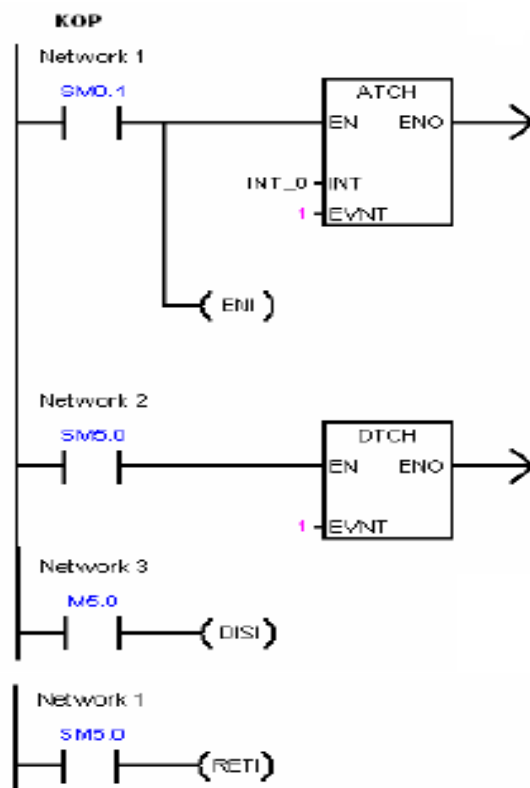 KOP
Network 1
SM0.1
ATCH
EN ENO
INT_0 INT
1 EVNT
( ENI )
Network 2
SM5.0
DTCH
EN ENO
1 EVNT
Network 3
M5.0
( DISI )
Network 1
SM5.0
( RETI )